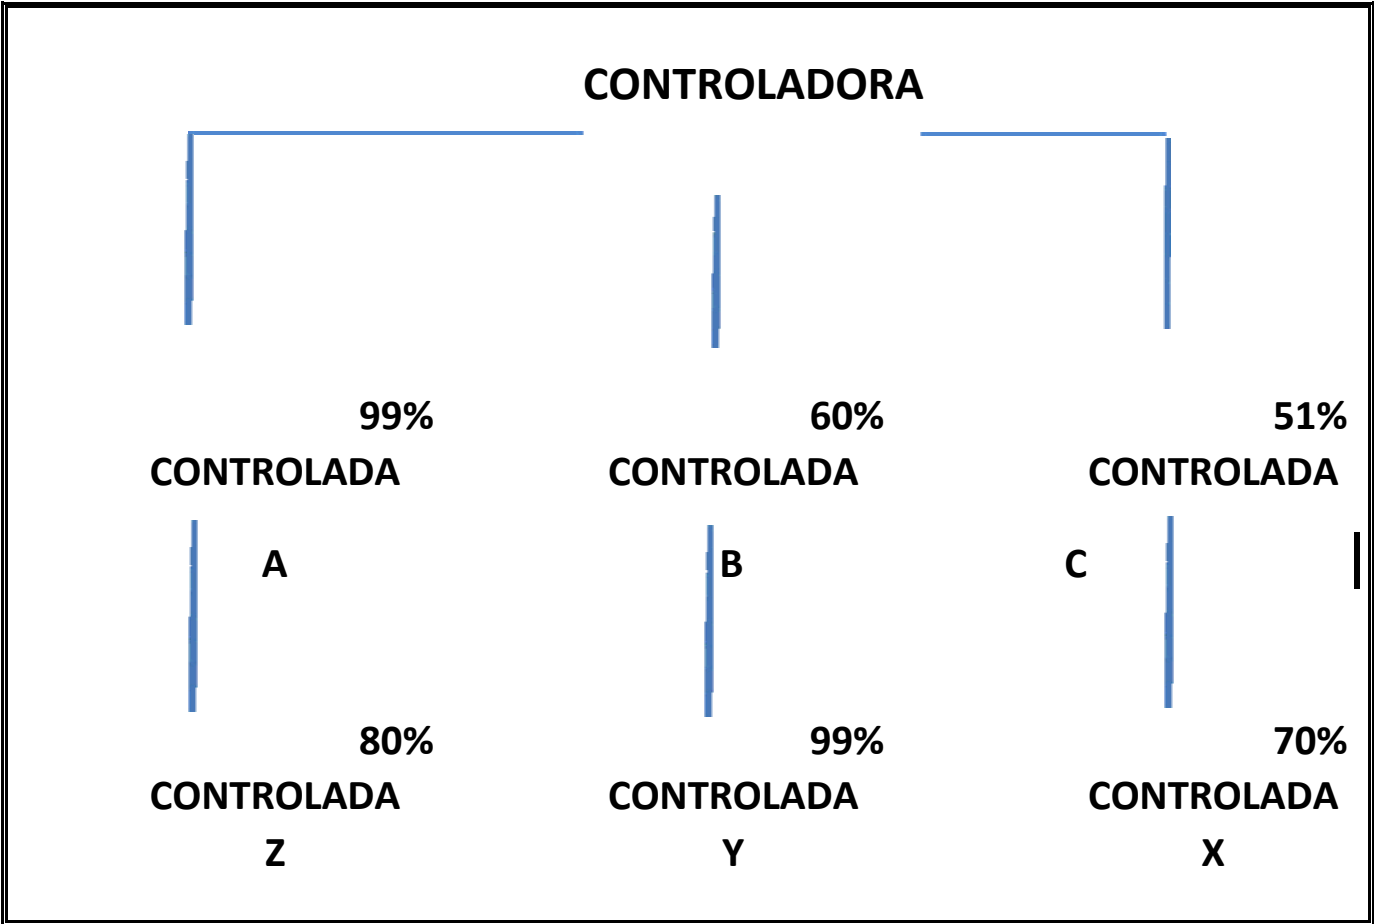 CONTROLADORA
99% 60% 51%
CONTROLADA CONTROLADA CONTROLADA
A B C
80% 99% 70%
CONTROLADA CONTROLADA CONTROLADA
Z Y X